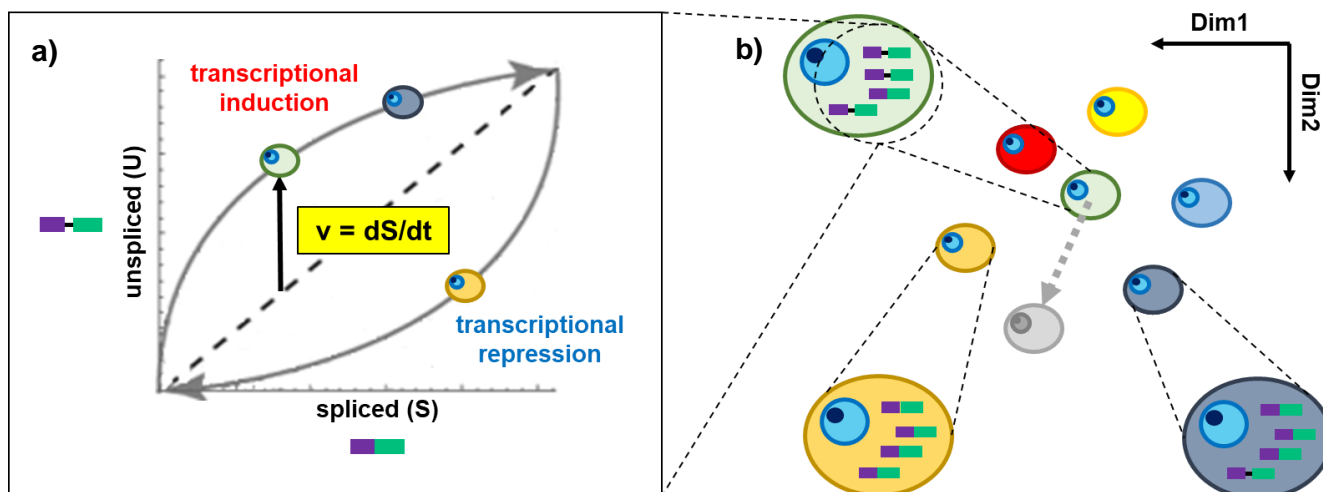 a)
transcriptional
induction
unspliced (U)
v = dS/dt
transcriptional
repression
spliced (S)
b)
Dim1
Dim2